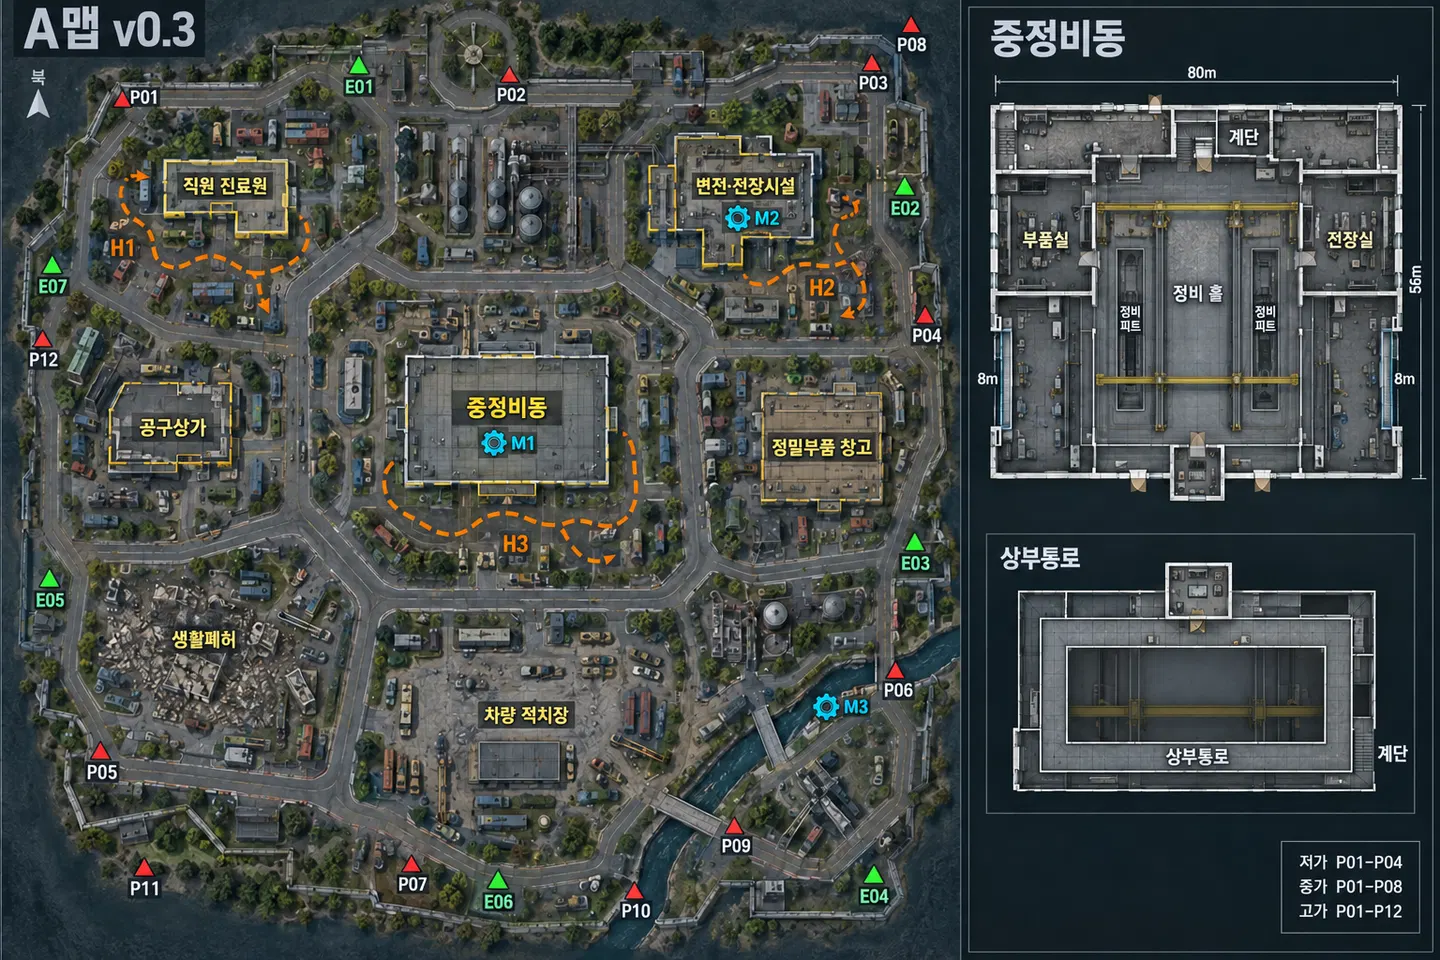 A맵 v0.3
북
P08
P03
E01
P02
P01
직원 진료원
변전·전장시설
M2
E02
H1
E07
H2
P04
P12
중정비동
M1
공구상가
정밀부품 창고
H3
E03
E05
생활폐허
P06
M3
차량 적치장
P05
P09
P11
P07
E06
P10
E04
중정비동
80m
계단
부품실
전장실
정비 홀
정비
피트
정비
피트
56m
8m
8m
상부통로
상부통로
계단
저가 P01-P04
중가 P01-P08
고가 P01-P12